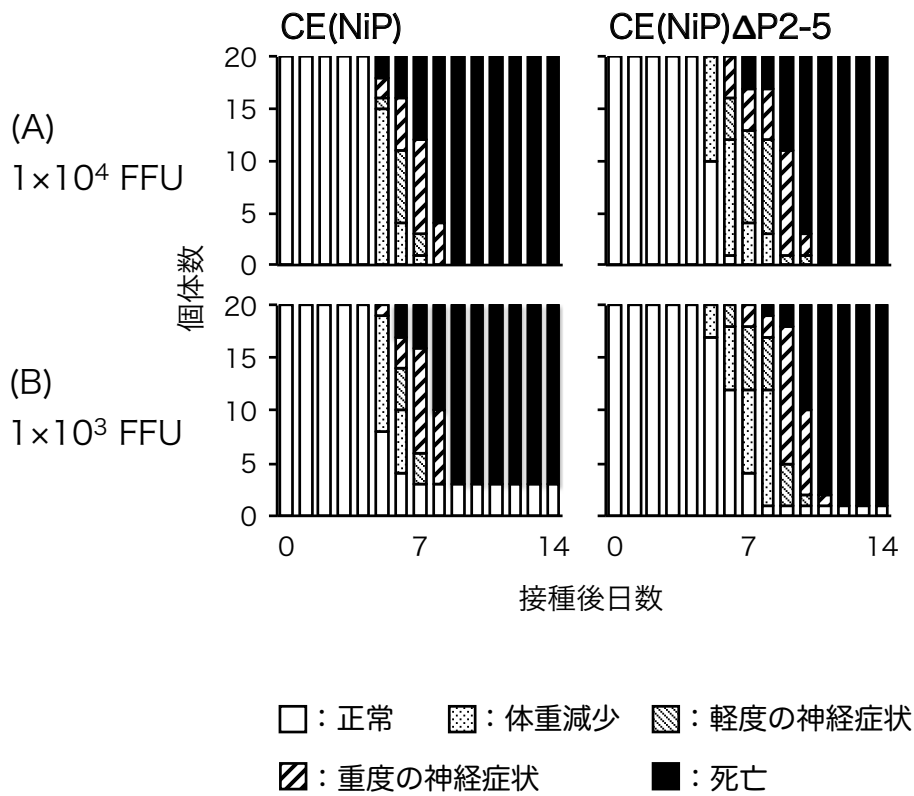 CE(NiP) CE(NiP)ΔP2-5
(A)
1×10⁴ FFU
20
15
10
5
0
個体数
(B)
1×10³ FFU
20
15
10
5
0
0 7 14 0 7 14
接種後日数
：正常 ：体重減少 ：軽度の神経症状
：重度の神経症状 ：死亡